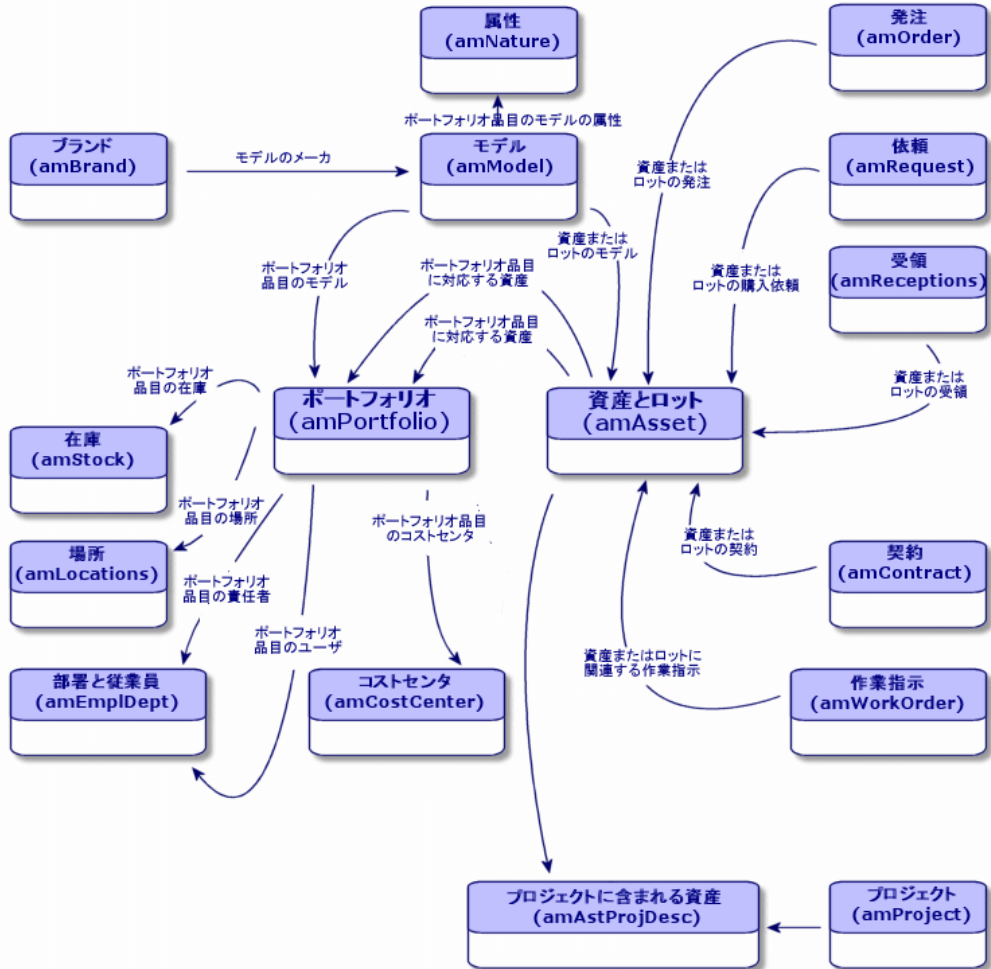 属性
(amNature)
発注
(amOrder)
ポートフォリオ品目のモデルの属性
ブランド
(amBrand)
モデルのメーカ
モデル
(amModel)
資産または
ロットの発注
依頼
(amRequest)
ポートフォリオ
品目のモデル
ポートフォリオ品目
に対応する資産
資産または
ロットのモデル
資産または
ロットの購入依頼
受領
(amReceptions)
ポートフォリオ品目
に対応する資産
ポートフォリオ
品目の在庫
ポートフォリオ
(amPortfolio)
資産とロット
(amAsset)
資産または
ロットの受領
在庫
(amStock)
ポートフォリオ
品目の場所
ポートフォリオ品目
のコストセンタ
資産または
ロットの契約
場所
(amLocations)
契約
(amContract)
ポートフォリオ
品目の責任者
ポートフォリオ
品目のユーザ
資産またはロットに
関連する作業指示
部署と従業員
(amEmplDept)
コストセンタ
(amCostCenter)
作業指示
(amWorkOrder)
プロジェクトに含まれる資産
(amAstProjDesc)
プロジェクト
(amProject)